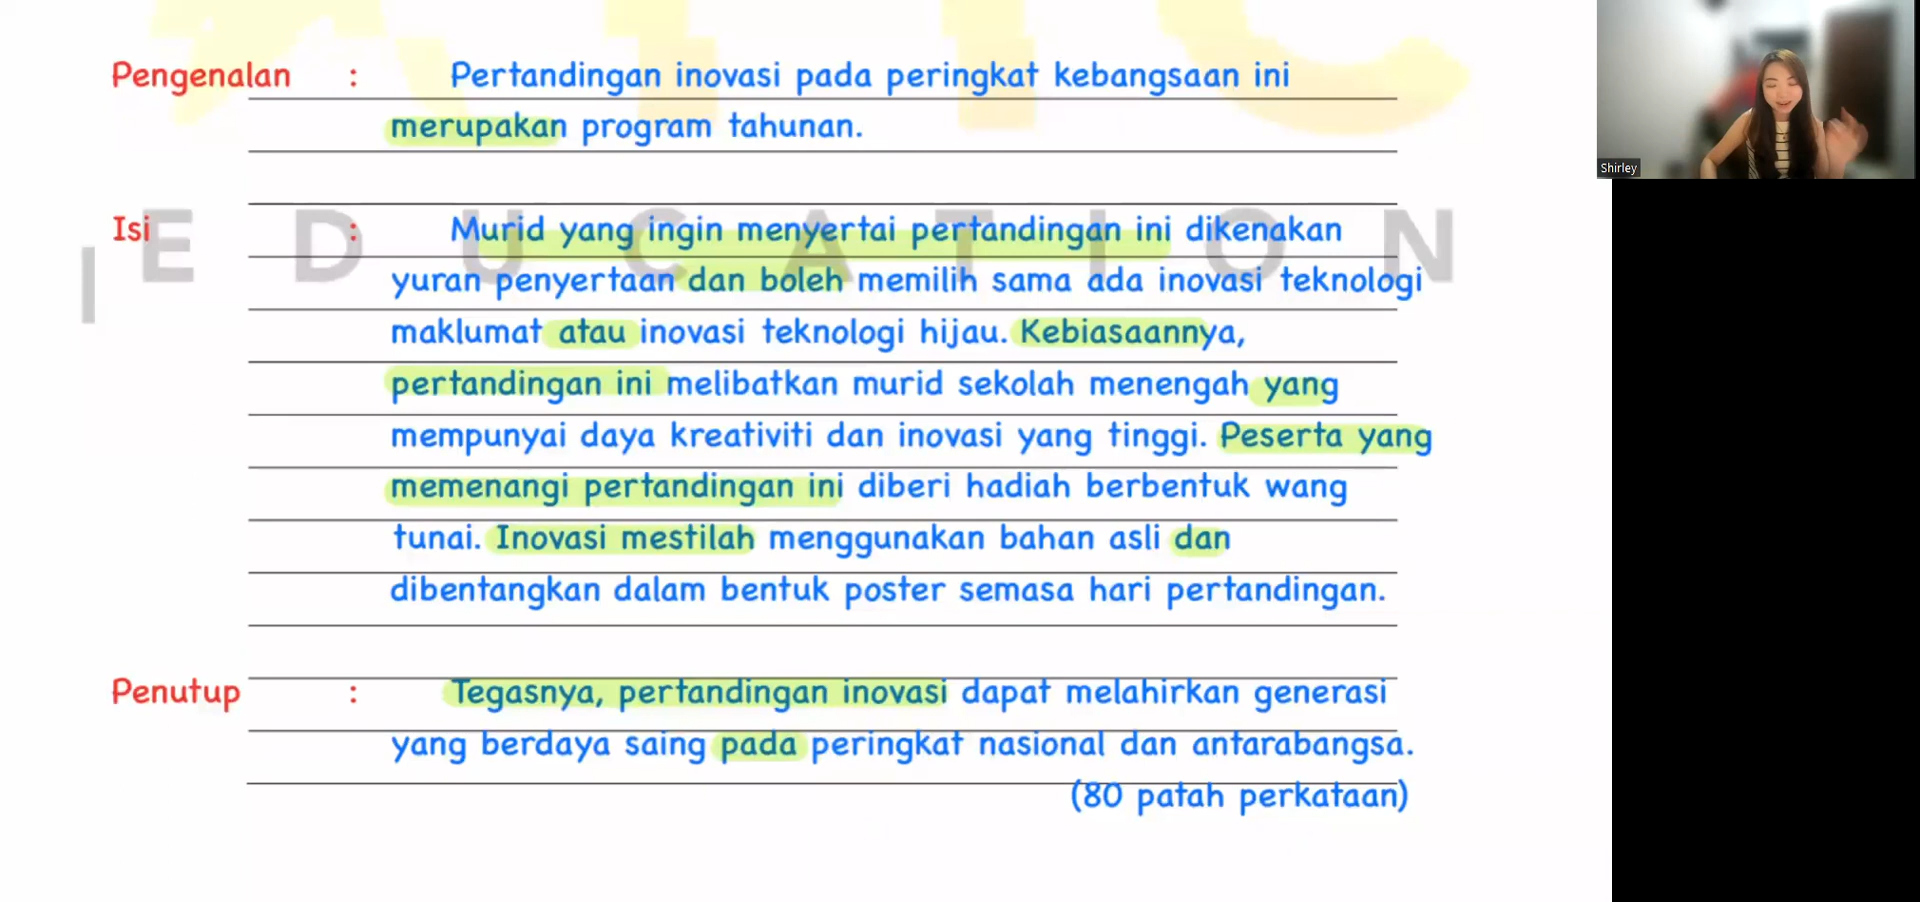 Pengenalan : Pertandingan inovasi pada peringkat kebangsaan ini
merupakan program tahunan.
Isi : Murid yang ingin menyertai pertandingan ini dikenakan
EDUCATION
yuran penyertaan dan boleh memilih sama ada inovasi teknologi
maklumat atau inovasi teknologi hijau. Kebiasaannya,
pertandingan ini melibatkan murid sekolah menengah yang
mempunyai daya kreativiti dan inovasi yang tinggi. Peserta yang
memenangi pertandingan ini diberi hadiah berbentuk wang
tunai. Inovasi mestilah menggunakan bahan asli dan
dibentangkan dalam bentuk poster semasa hari pertandingan.
Penutup : Tegasnya, pertandingan inovasi dapat melahirkan generasi
yang berdaya saing pada peringkat nasional dan antarabangsa.
(80 patah perkataan)
Shirley